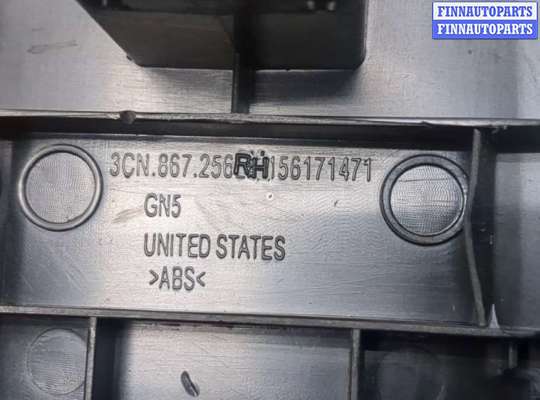 FINNAUTOPARTS
FINNAUTOPARTS
3CN.867.256 RH 156171471
GN5
UNITED STATES
>ABS<